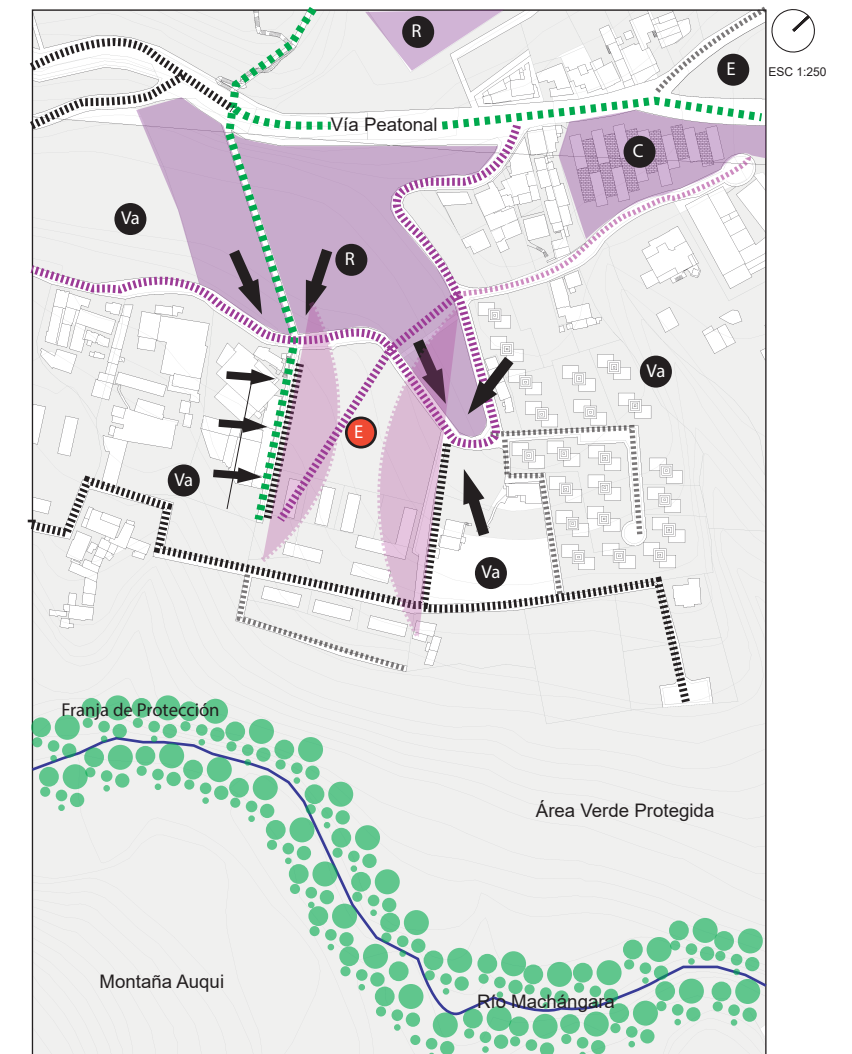 R
E
ESC 1:250
Vía Peatonal
C
Va
R
Va
E
Va
Va
Franja de Protección
Área Verde Protegida
Montaña Auqui
Río Machángara